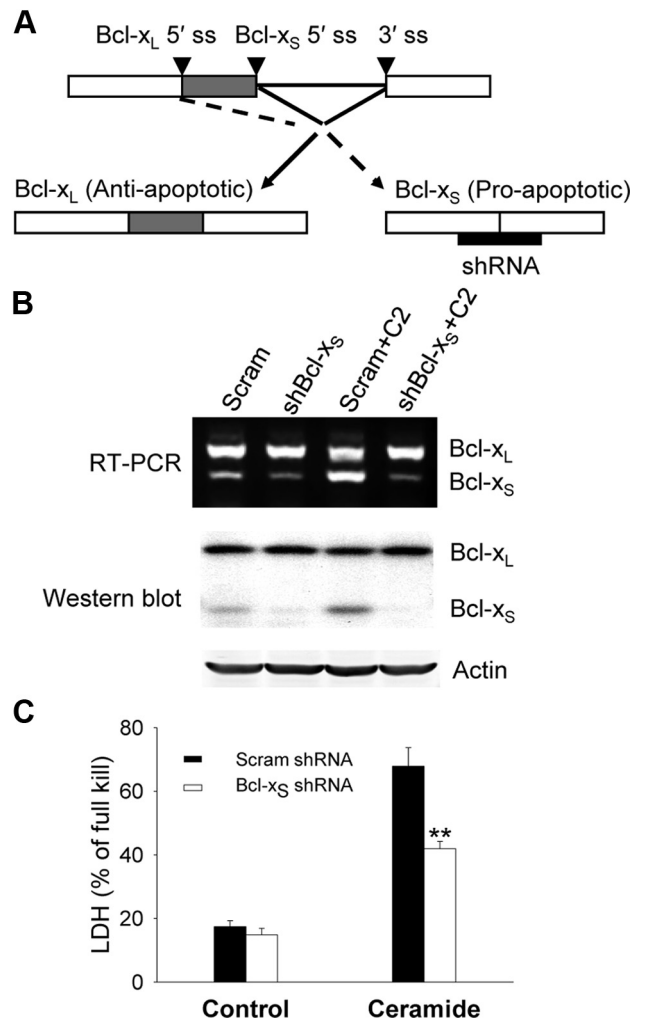 A
Bcl-xL 5′ ss Bcl-xS 5′ ss 3′ ss
Bcl-xL (Anti-apoptotic) Bcl-xS (Pro-apoptotic)
shRNA
B
Scram shBcl-xS Scram+C2 shBcl-xS+C2
RT-PCR
Bcl-xL
Bcl-xS
Western blot
Bcl-xL
Bcl-xS
Actin
C
LDH (% of full kill)
80
60
40
20
0
Scram shRNA
Bcl-xS shRNA
**
Control Ceramide